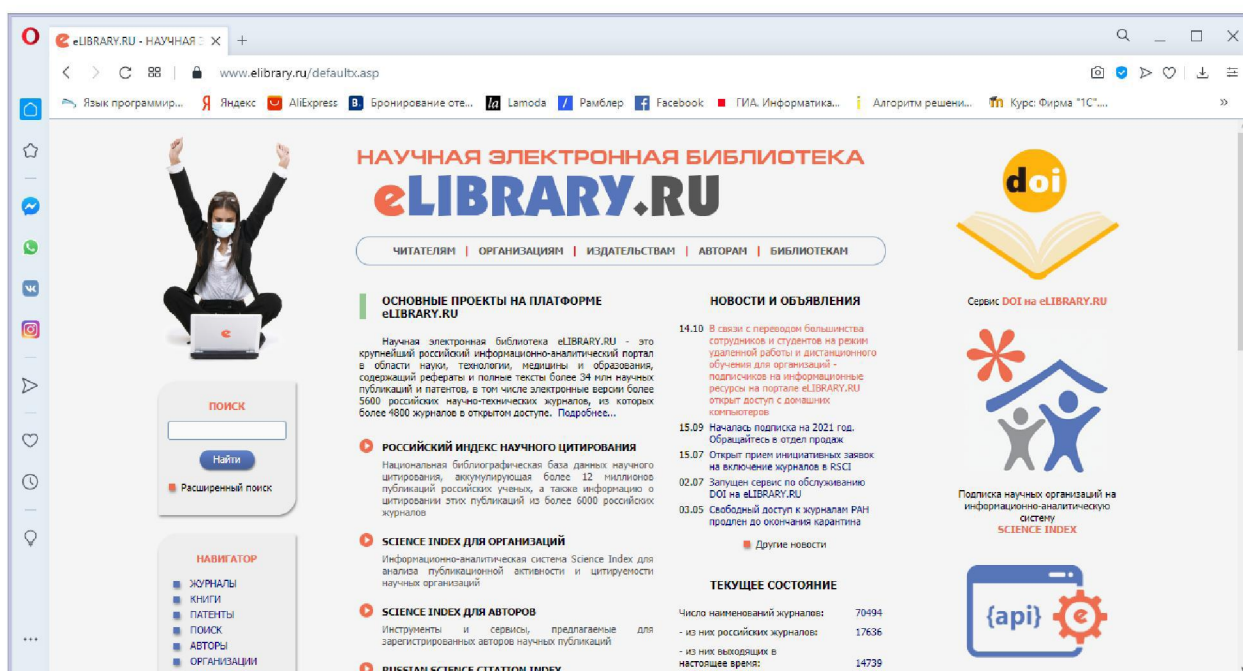 eLIBRARY.RU - НАУЧНАЯ Э
www.elibrary.ru/defaultx.asp
Язык программир... Яндекс AliExpress Бронирование оте... Lamoda Рамблер Facebook ГИА. Информатика... Алгоритм решени... Курс: Фирма "1С"....
НАУЧНАЯ ЭЛЕКТРОННАЯ БИБЛИОТЕКА
eLIBRARY.RU
ЧИТАТЕЛЯМ | ОРГАНИЗАЦИЯМ | ИЗДАТЕЛЬСТВАМ | АВТОРАМ | БИБЛИОТЕКАМ
ПОИСК
Найти
Расширенный поиск
НАВИГАТОР
ЖУРНАЛЫ
КНИГИ
ПАТЕНТЫ
ПОИСК
АВТОРЫ
ОРГАНИЗАЦИИ
ОСНОВНЫЕ ПРОЕКТЫ НА ПЛАТФОРМЕ
eLIBRARY.RU
Научная электронная библиотека eLIBRARY.RU - это
крупнейший российский информационно-аналитический портал
в области науки, технологии, медицины и образования,
содержащий рефераты и полные тексты более 34 млн научных
публикаций и патентов, в том числе электронные версии более
5600 российских научно-технических журналов, из которых
более 4800 журналов в открытом доступе. Подробнее...
РОССИЙСКИЙ ИНДЕКС НАУЧНОГО ЦИТИРОВАНИЯ
Национальная библиографическая база данных научного
цитирования, аккумулирующая более 12 миллионов
публикаций российских ученых, а также информацию о
цитировании этих публикаций из более 6000 российских
журналов
SCIENCE INDEX ДЛЯ ОРГАНИЗАЦИЙ
Информационно-аналитическая система Science Index для
анализа публикационной активности и цитируемости
научных организаций
SCIENCE INDEX ДЛЯ АВТОРОВ
Инструменты и сервисы, предлагаемые для
зарегистрированных авторов научных публикаций
RUSSIAN SCIENCE CITATION INDEX
НОВОСТИ И ОБЪЯВЛЕНИЯ
14.10 В связи с переводом большинства
сотрудников и студентов на режим
удаленной работы и дистанционного
обучения для организаций -
подписчиков на информационные
ресурсы на портале eLIBRARY.RU
открыт доступ с домашних
компьютеров
15.09 Началась подписка на 2021 год.
Обращайтесь в отдел продаж
15.07 Открыт прием инициативных заявок
на включение журналов в RSCI
02.07 Запущен сервис по обслуживанию
DOI на eLIBRARY.RU
03.05 Свободный доступ к журналам РАН
продлен до окончания карантина
Другие новости
ТЕКУЩЕЕ СОСТОЯНИЕ
Число наименований журналов: 70494
- из них российских журналов: 17636
- из них выходящих в
настоящее время: 14739
doi
Сервис DOI на eLIBRARY.RU
Подписка научных организаций на
информационно-аналитическую
систему
SCIENCE INDEX
{api} e